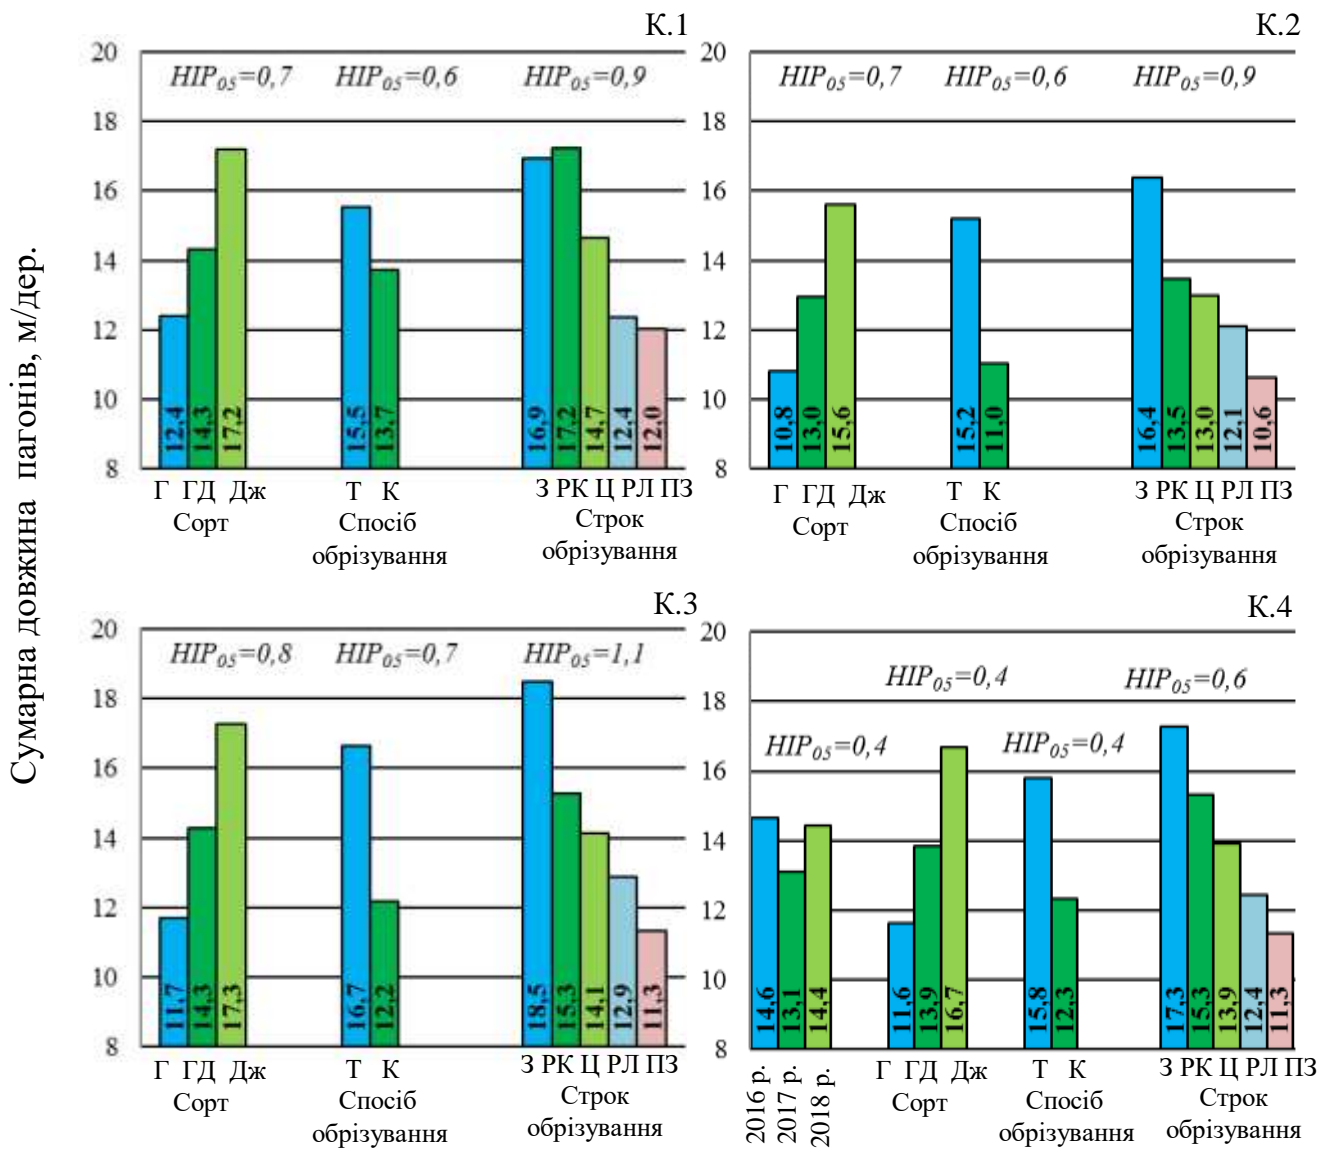 Сумарна довжина пагонів, м/дер.
К.1
20
18
16
14
12
10
8
НІР05=0,7
НІР05=0,6
НІР05=0,9
12,4
14,3
17,2
15,5
13,7
16,9
17,2
14,7
12,4
12,0
Г ГД Дж
Т К
З РК Ц РЛ ПЗ
Сорт
Спосіб
обрізування
Строк
обрізування
К.2
20
18
16
14
12
10
8
НІР05=0,7
НІР05=0,6
НІР05=0,9
10,8
13,0
15,6
15,2
11,0
16,4
13,5
13,0
12,1
10,6
Г ГД Дж
Т К
З РК Ц РЛ ПЗ
Сорт
Спосіб
обрізування
Строк
обрізування
К.3
20
18
16
14
12
10
8
НІР05=0,8
НІР05=0,7
НІР05=1,1
11,7
14,3
17,3
16,7
12,2
18,5
15,3
14,1
12,9
11,3
Г ГД Дж
Т К
З РК Ц РЛ ПЗ
Сорт
Спосіб
обрізування
Строк
обрізування
К.4
20
18
16
14
12
10
8
НІР05=0,4
НІР05=0,4
НІР05=0,4
НІР05=0,6
14,6
13,1
14,4
11,6
13,9
16,7
15,8
12,3
17,3
15,3
13,9
12,4
11,3
2016 р.
2017 р.
2018 р.
Г ГД Дж
Т К
З РК Ц РЛ ПЗ
Сорт
Спосіб
обрізування
Строк
обрізування